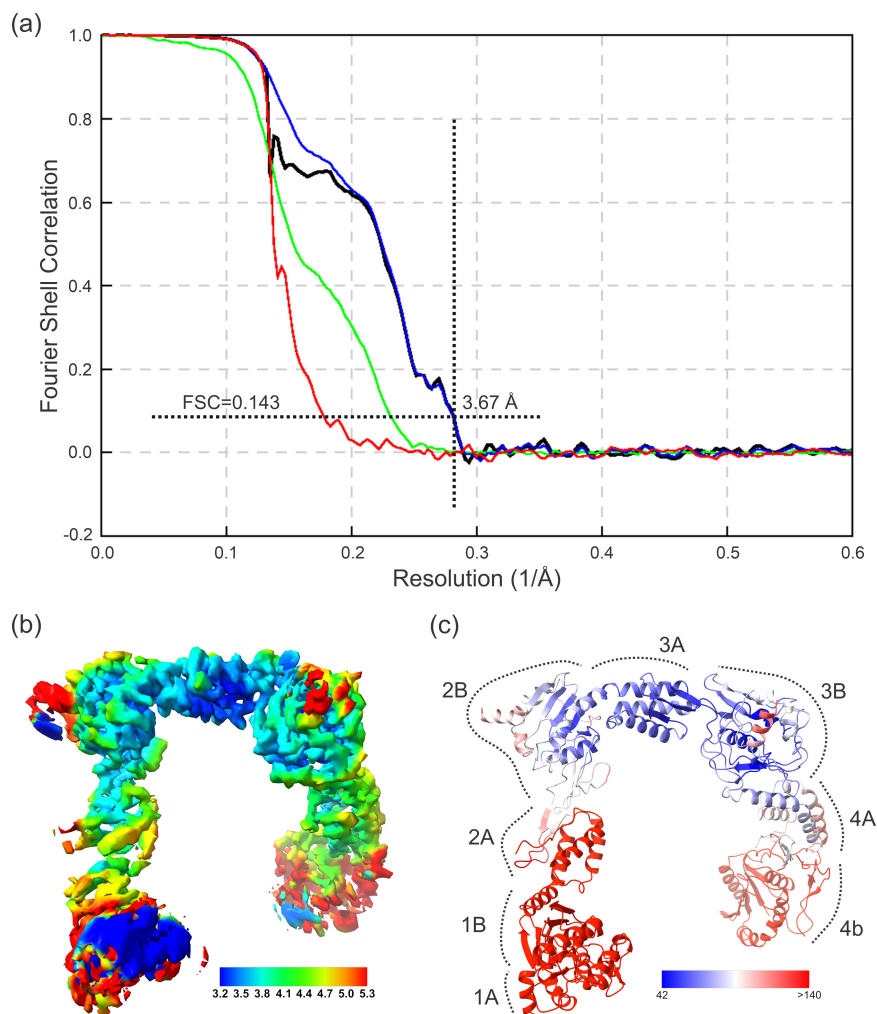 (a)
1.0
0.8
0.6
0.4
0.2
0.0
-0.2
Fourier Shell Correlation
FSC=0.143
3.67 Å
0.0 0.1 0.2 0.3 0.4 0.5 0.6
Resolution (1/Å)
(b)
3.2 3.5 3.8 4.1 4.4 4.7 5.0 5.3
(c)
3A
2B
3B
4A
2A
1B
4b
1A
42 >140